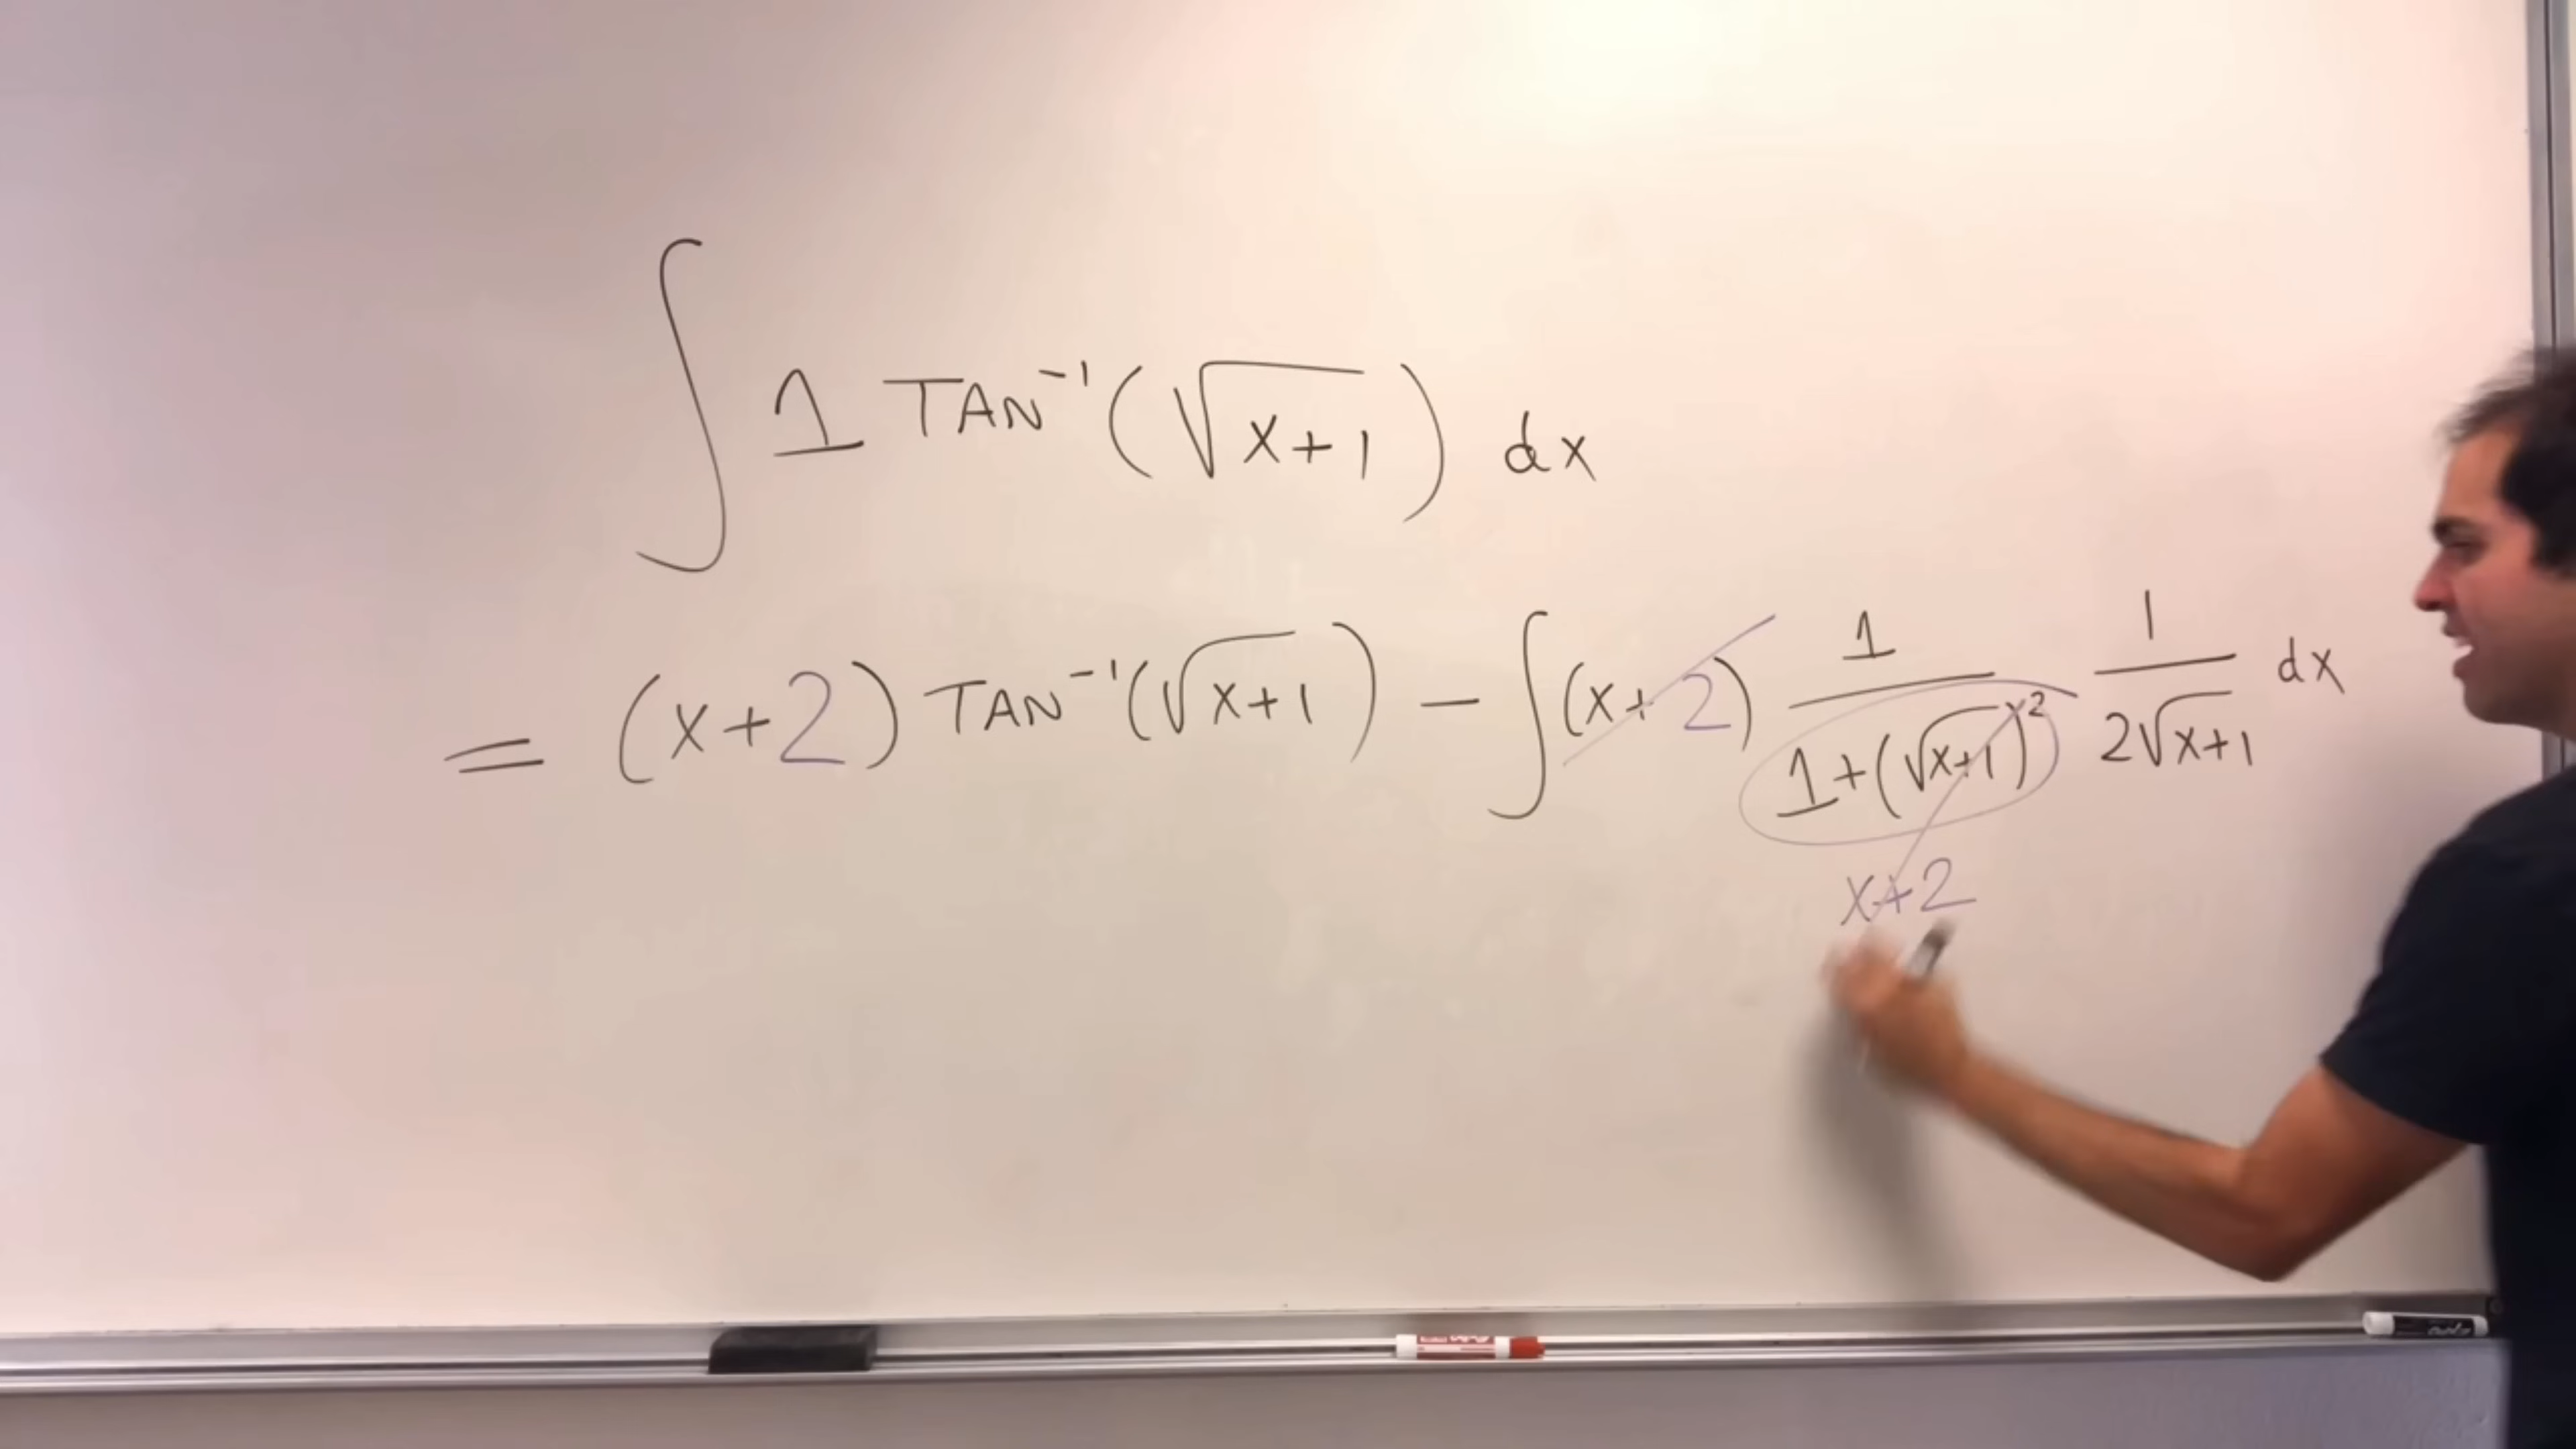 ∫ 1 TAN⁻¹(√(x+1)) dx
= (x+2) TAN⁻¹(√(x+1)) − ∫ (x+2) 1/(1+(√(x+1))²) 1/(2√(x+1)) dx
x+2